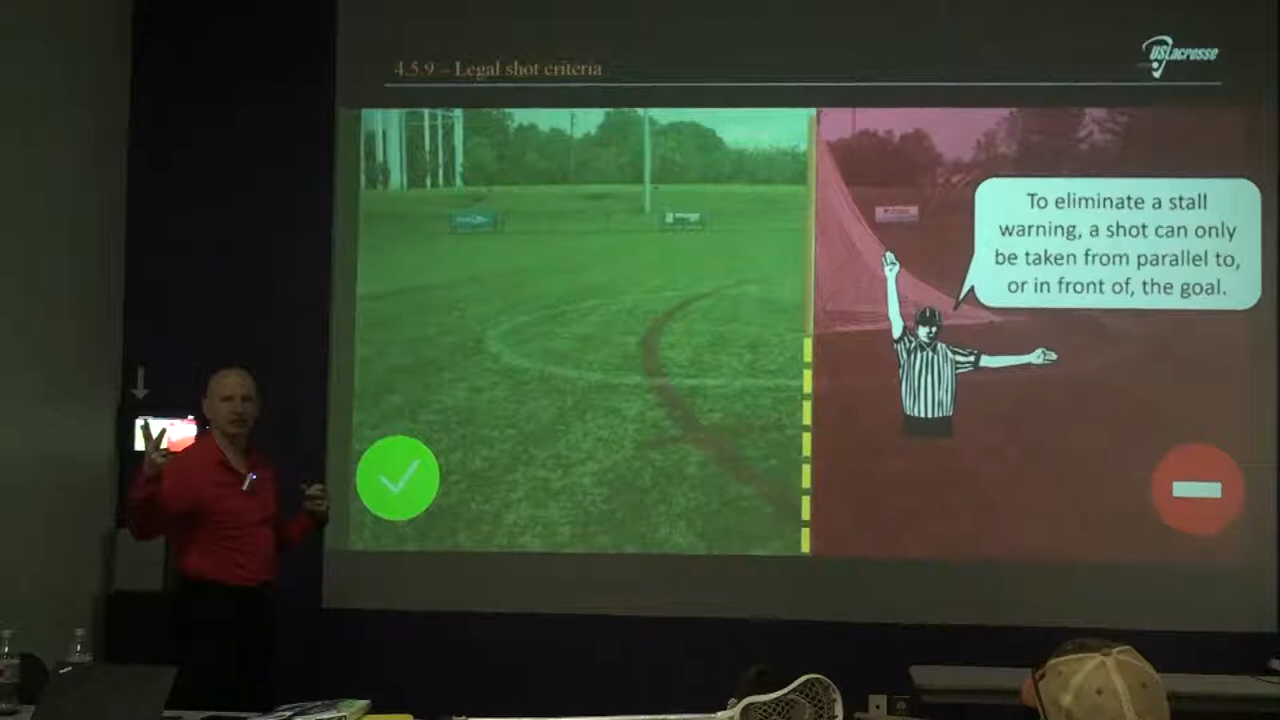 4.5.9 – Legal shot criteria
USLacrosse
To eliminate a stall
warning, a shot can only
be taken from parallel to,
or in front of, the goal.